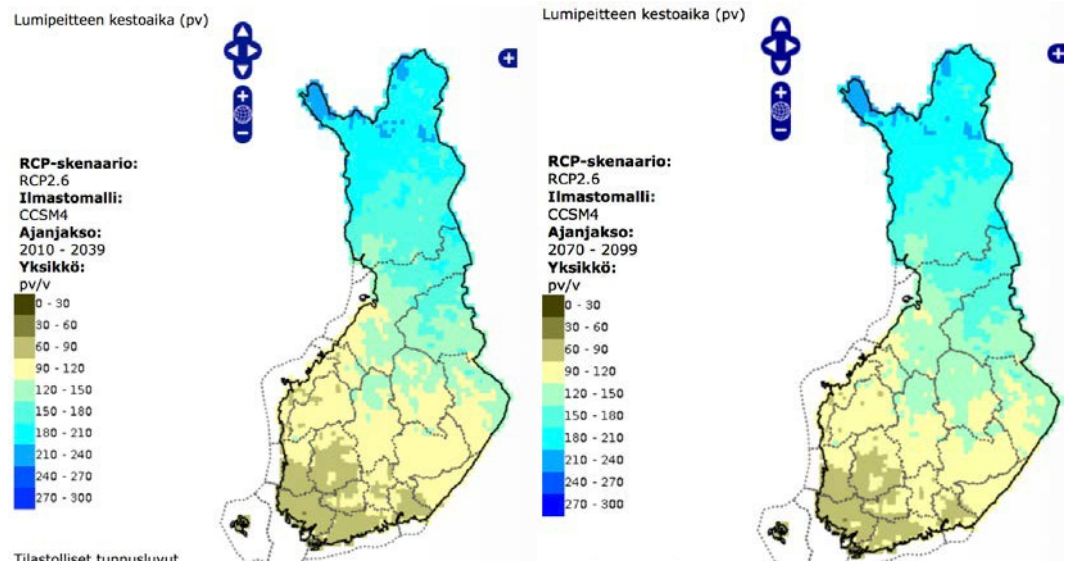 Lumipeitteen kestoaika (pv)
RCP-skenaario:
RCP2.6
Ilmastomalli:
CCSM4
Ajanjakso:
2010 - 2039
Yksikkö:
pv/v
0 - 30
30 - 60
60 - 90
90 - 120
120 - 150
150 - 180
180 - 210
210 - 240
240 - 270
270 - 300
Tilastolliset tunnusluvut
Lumipeitteen kestoaika (pv)
RCP-skenaario:
RCP2.6
Ilmastomalli:
CCSM4
Ajanjakso:
2070 - 2099
Yksikkö:
pv/v
0 - 30
30 - 60
60 - 90
90 - 120
120 - 150
150 - 180
180 - 210
210 - 240
240 - 270
270 - 300